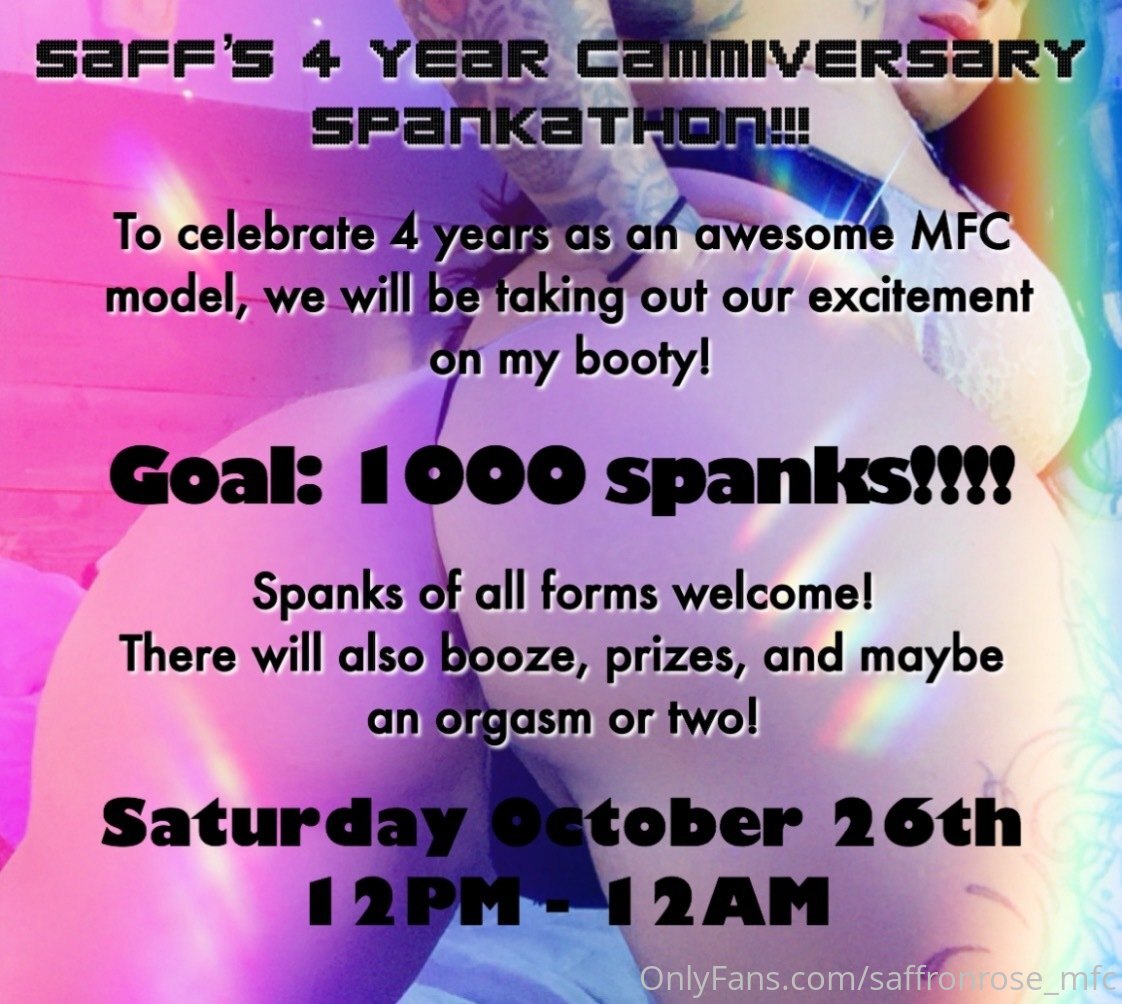 Saff's 4 Year Cammiversary
Spankathon!!!
To celebrate 4 years as an awesome MFC
model, we will be taking out our excitement
on my booty!
Goal: 1000 spanks!!!!
Spanks of all forms welcome!
There will also booze, prizes, and maybe
an orgasm or two!
Saturday October 26th
12PM - 12AM
OnlyFans.com/saffronrose_mfc